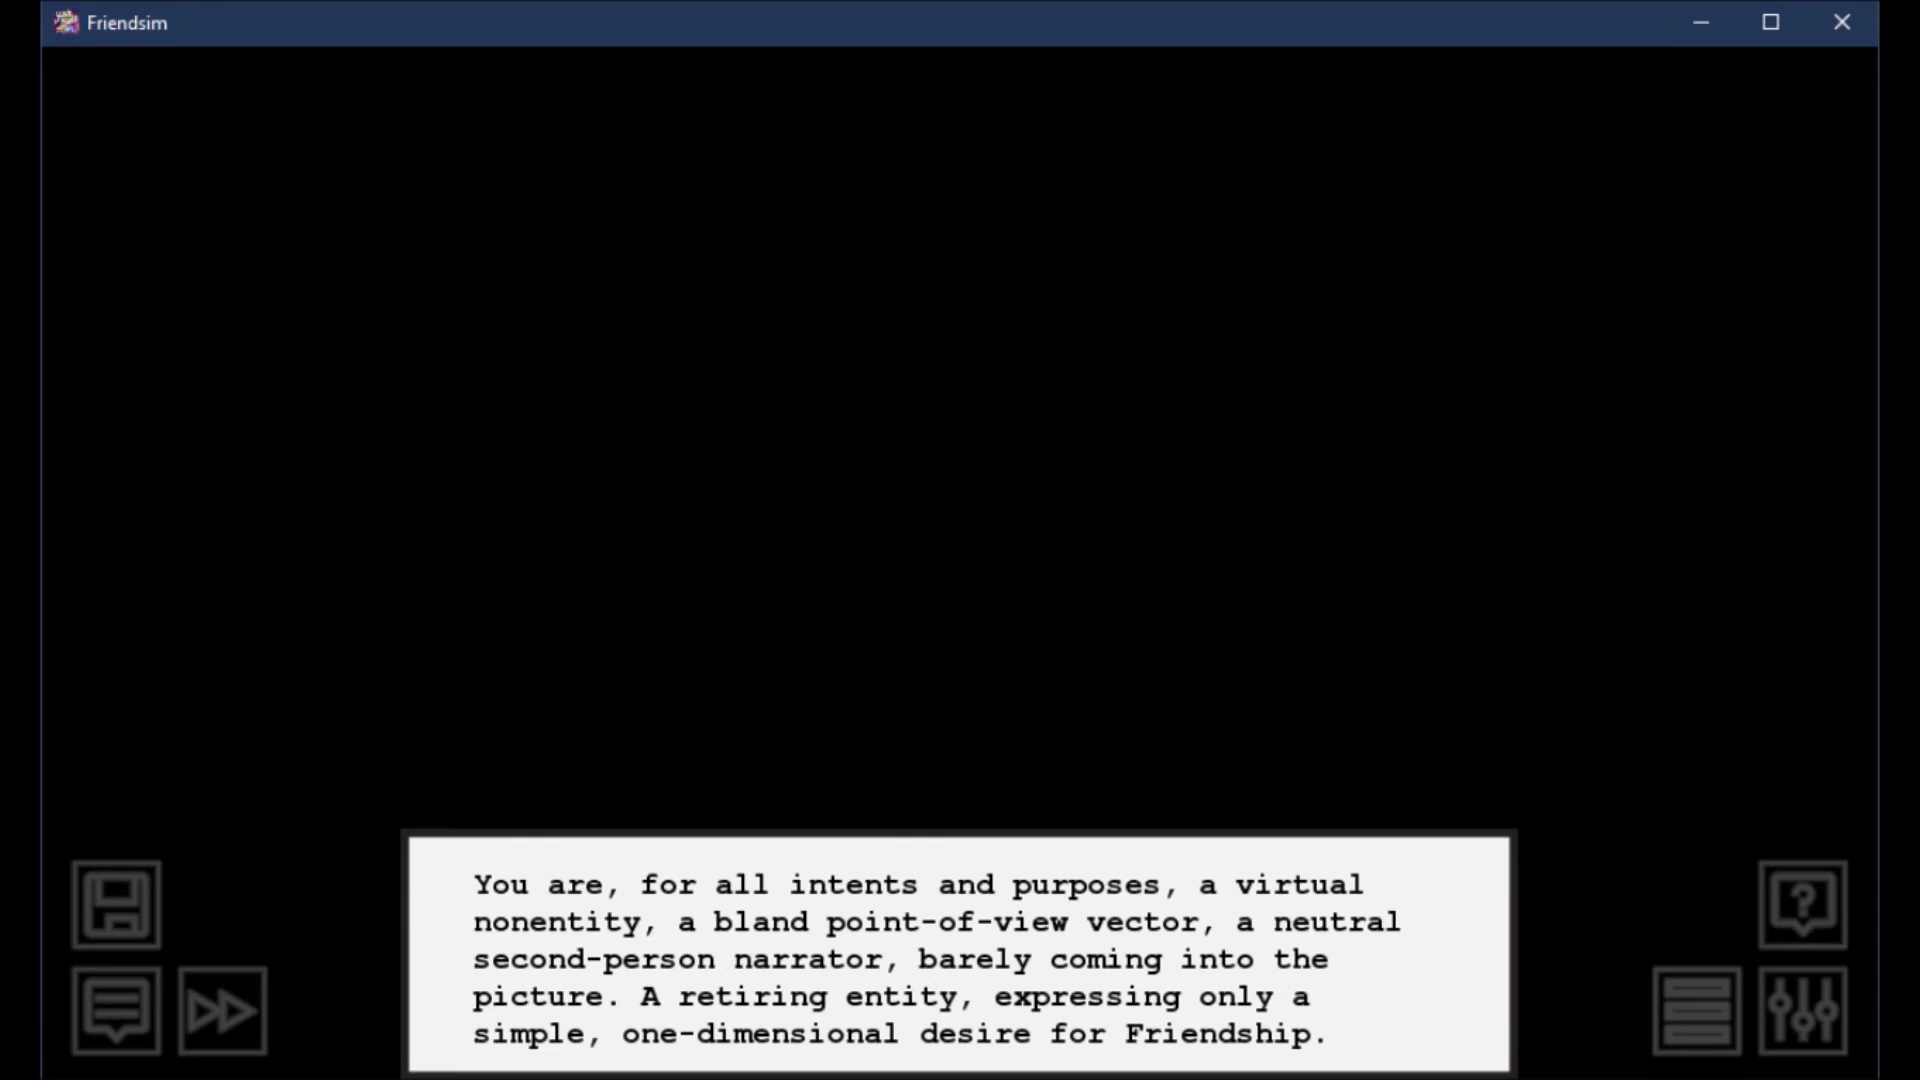 Friendsim
You are, for all intents and purposes, a virtual
nonentity, a bland point-of-view vector, a neutral
second-person narrator, barely coming into the
picture. A retiring entity, expressing only a
simple, one-dimensional desire for Friendship.
?